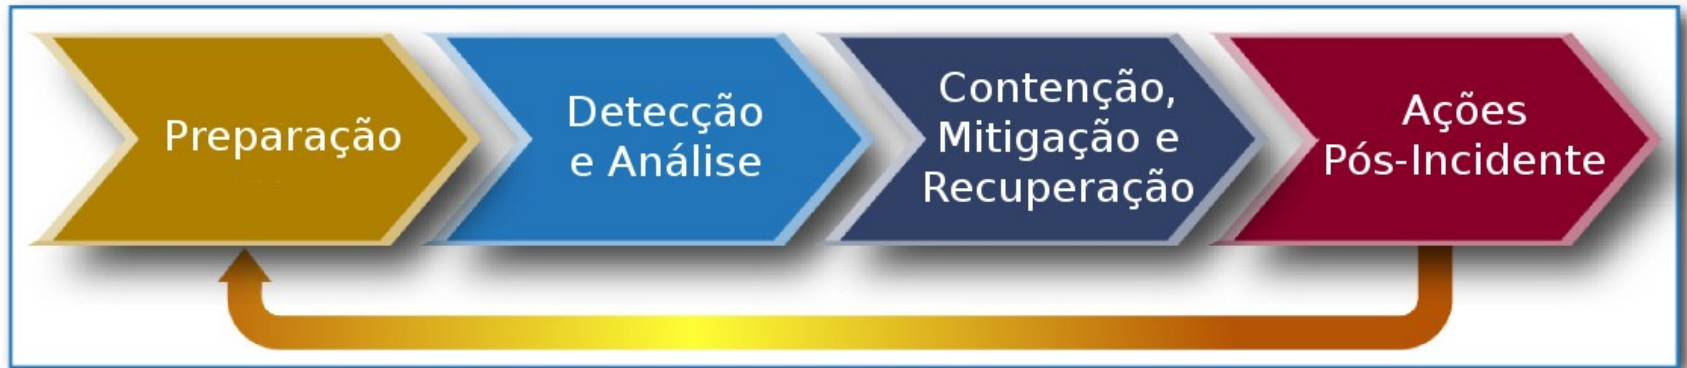 Preparação
Detecção
e Análise
Contenção,
Mitigação e
Recuperação
Ações
Pós-Incidente